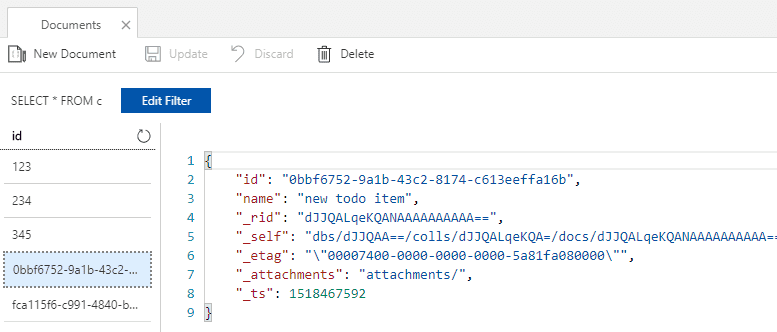 Documents
New Document Update Discard Delete
SELECT * FROM c Edit Filter
id
123
234
345
0bbf6752-9a1b-43c2-...
fca115f6-c991-4840-b...
1 {
2 "id": "0bbf6752-9a1b-43c2-8174-c613eeffa16b",
3 "name": "new todo item",
4 "_rid": "dJJQALqeKQANAAAAAAAAAA==",
5 "_self": "dbs/dJJQAA==/colls/dJJQALqeKQA=/docs/dJJQALqeKQANAAAAAAAAAA==
6 "_etag": "\"00007400-0000-0000-0000-5a81fa080000\"",
7 "_attachments": "attachments/",
8 "_ts": 1518467592
9 }